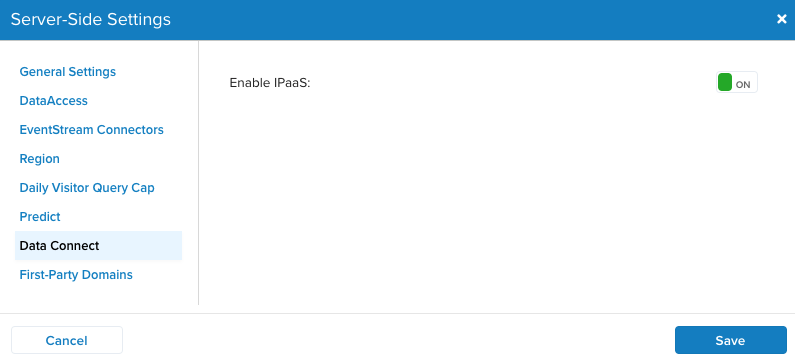 Server-Side Settings ×
General Settings
DataAccess
EventStream Connectors
Region
Daily Visitor Query Cap
Predict
Data Connect
First-Party Domains
Enable IPaaS: ON
Cancel
Save